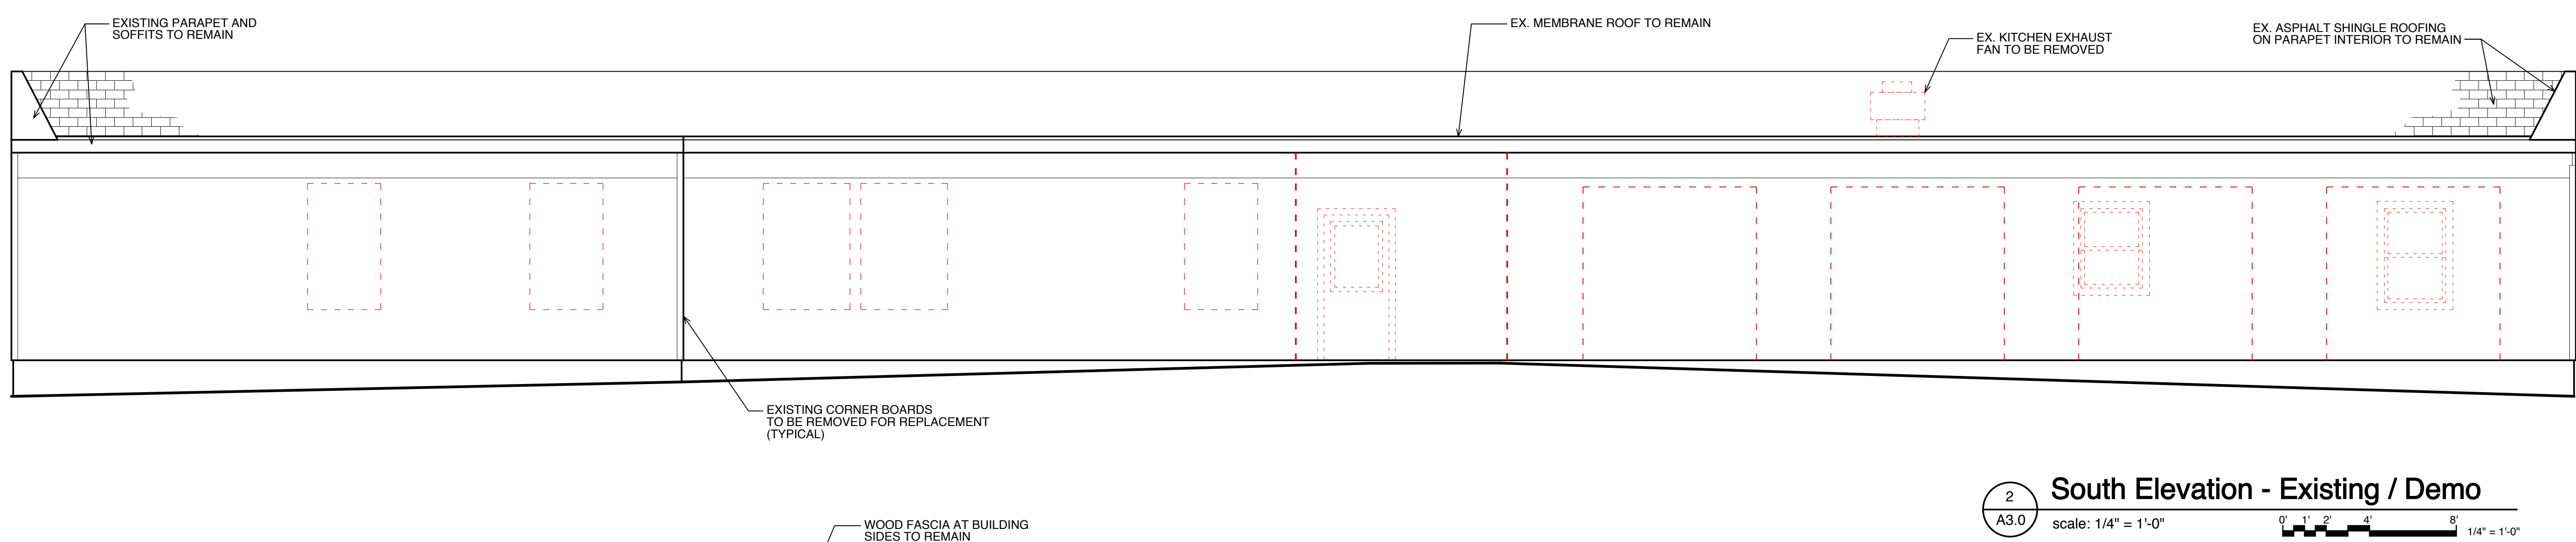 EXISTING PARAPET AND
SOFFITS TO REMAIN
EX. MEMBRANE ROOF TO REMAIN
EX. KITCHEN EXHAUST
FAN TO BE REMOVED
EX. ASPHALT SHINGLE ROOFING
ON PARAPET INTERIOR TO REMAIN
EXISTING CORNER BOARDS
TO BE REMOVED FOR REPLACEMENT
(TYPICAL)
WOOD FASCIA AT BUILDING
SIDES TO REMAIN
2
A3.0
South Elevation - Existing / Demo
scale: 1/4" = 1'-0"
0' 1' 2' 4' 8'
1/4" = 1'-0"